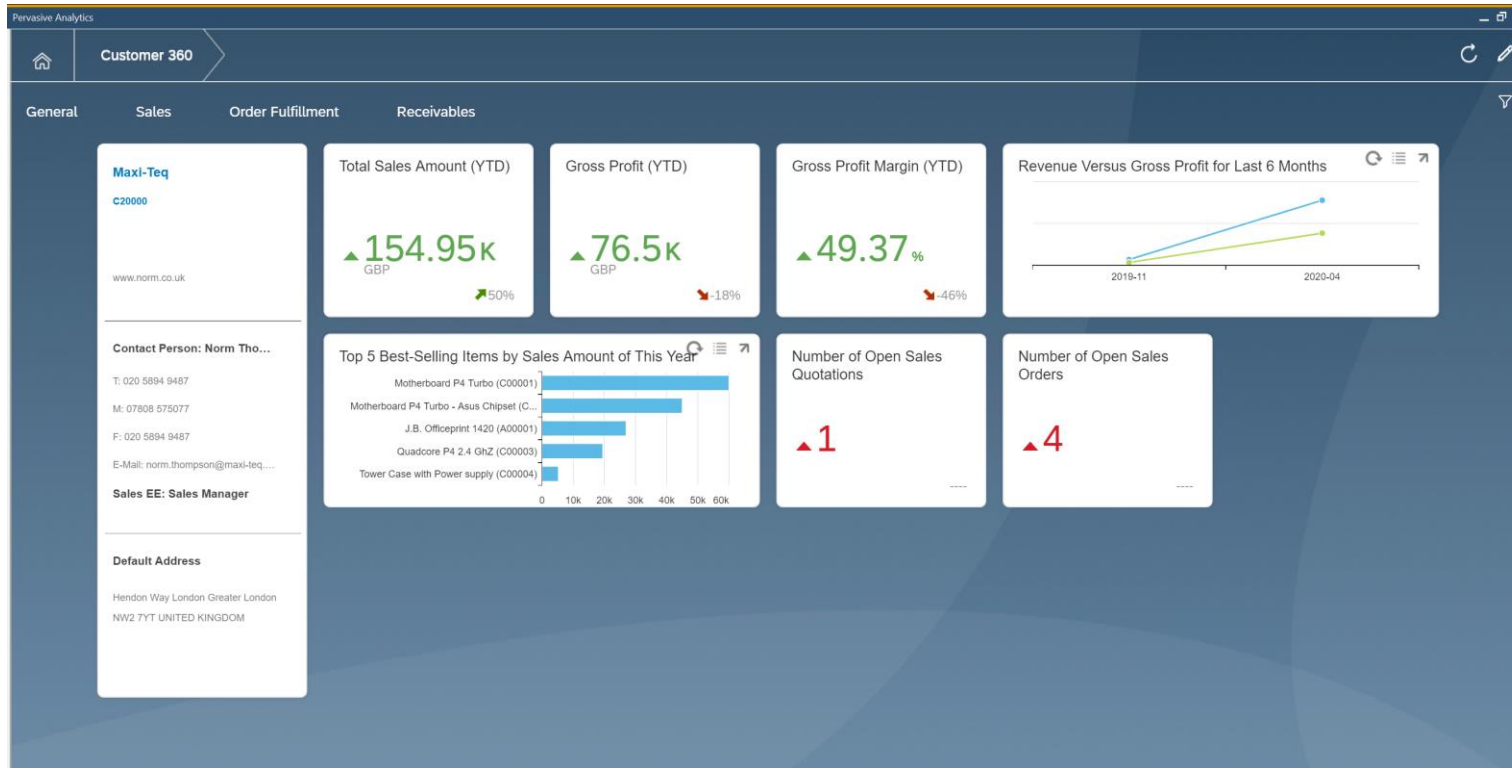 Pervasive Analytics
Customer 360
General Sales Order Fulfillment Receivables
Maxi-Teq
C20000
www.norm.co.uk
Contact Person: Norm Tho...
T: 020 5894 9487
M: 07808 575077
F: 020 5894 9487
E-Mail: norm.thompson@maxi-teq....
Sales EE: Sales Manager
Default Address
Hendon Way London Greater London
NW2 7YT UNITED KINGDOM
Total Sales Amount (YTD)
154.95K
GBP
50%
Gross Profit (YTD)
76.5K
GBP
-18%
Gross Profit Margin (YTD)
49.37 %
-46%
Revenue Versus Gross Profit for Last 6 Months
2019-11 2020-04
Top 5 Best-Selling Items by Sales Amount of This Year
Motherboard P4 Turbo (C00001)
Motherboard P4 Turbo - Asus Chipset (C...
J.B. Officeprint 1420 (A00001)
Quadcore P4 2.4 GhZ (C00003)
Tower Case with Power supply (C00004)
0 10k 20k 30k 40k 50k 60k
Number of Open Sales
Quotations
1
----
Number of Open Sales
Orders
4
----